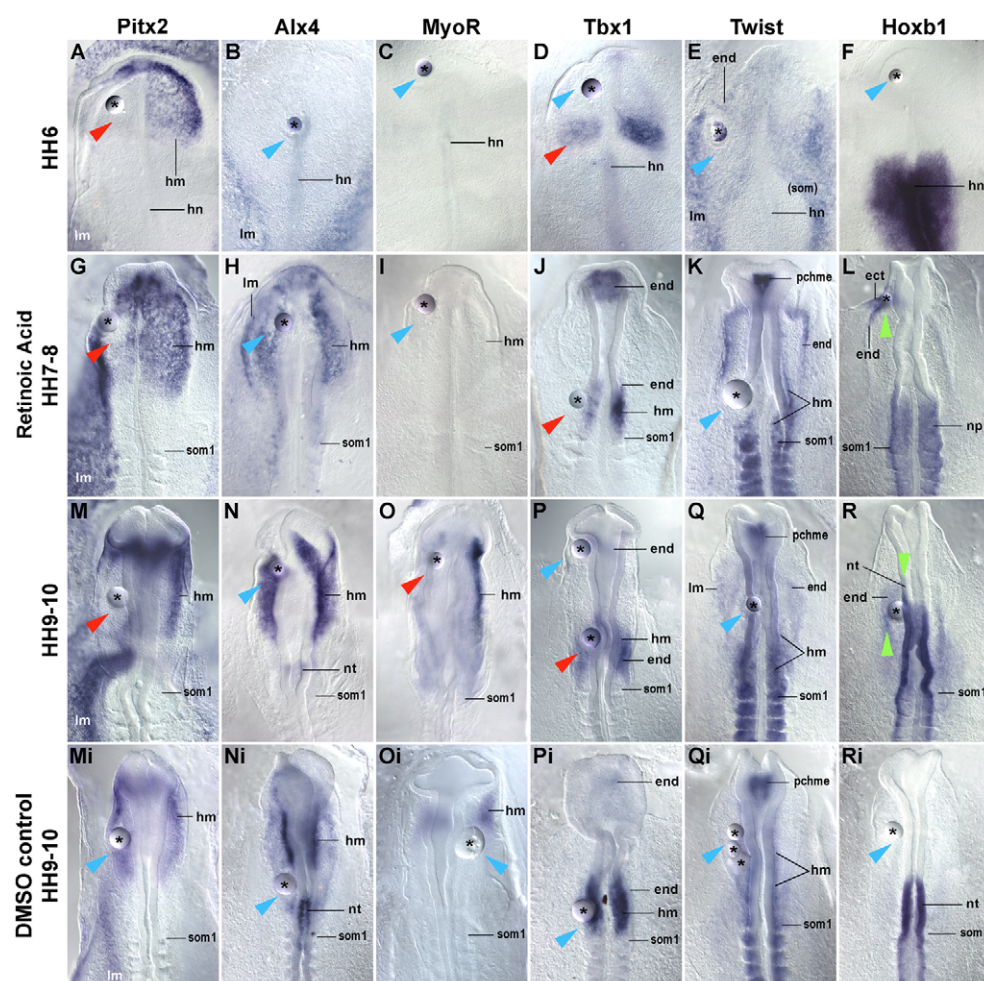 Pitx2 Alx4 MyoR Tbx1 Twist Hoxb1
HH6
A * hm hn lm
B * hn lm
C * hn
D * hn
E end * (som) hn lm
F * hn
Retinoic Acid
HH7-8
G * hm som1 lm
H lm * hm som1
I * hm som1
J end end * hm som1
K pchme end * hm som1
L ect * end np som1
HH9-10
M * hm som1 lm
N * hm nt som1
O * hm som1
P * end hm * end som1
Q pchme lm end * hm som1
R nt end * som1
DMSO control
HH9-10
Mi hm * som1 lm
Ni hm * nt som1
Oi hm * som1
Pi end end * hm som1
Qi pchme * * * hm som1
Ri * nt som